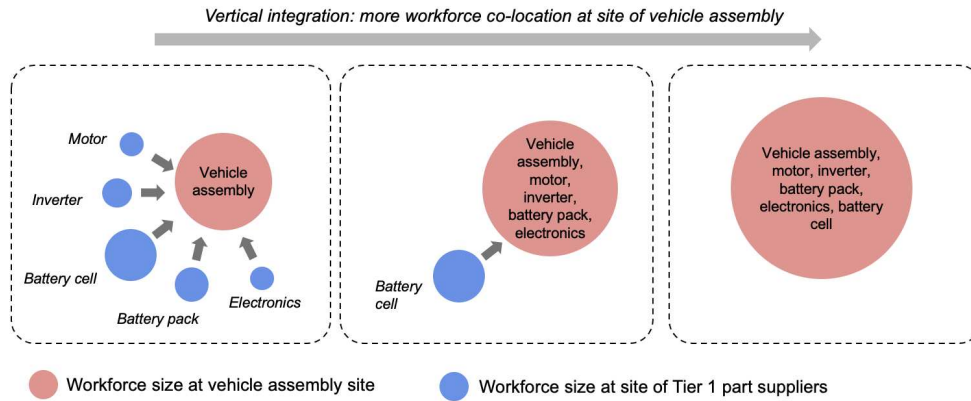 Vertical integration: more workforce co-location at site of vehicle assembly
Motor
Inverter
Battery cell
Battery pack
Electronics
Vehicle
assembly
Battery
cell
Vehicle
assembly,
motor,
inverter,
battery pack,
electronics
Vehicle assembly,
motor, inverter,
battery pack,
electronics, battery
cell
Workforce size at vehicle assembly site
Workforce size at site of Tier 1 part suppliers